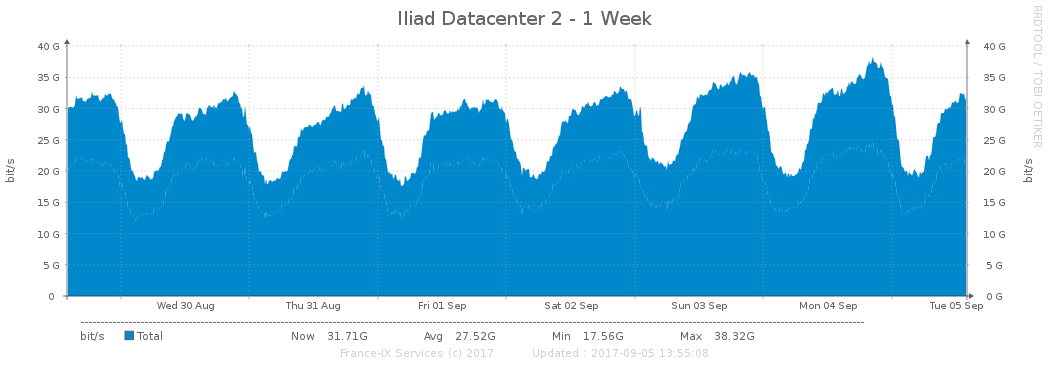 Iliad Datacenter 2 - 1 Week
RRDTOOL / TOBI OETIKER
40 G 40 G
35 G 35 G
30 G 30 G
25 G 25 G
20 G 20 G
15 G 15 G
10 G 10 G
5 G 5 G
0 0 G
bit/s bit/s
Wed 30 Aug Thu 31 Aug Fri 01 Sep Sat 02 Sep Sun 03 Sep Mon 04 Sep Tue 05 Sep
bit/s Total Now 31.71G Avg 27.52G Min 17.56G Max 38.32G
France-IX Services (c) 2017 Updated : 2017-09-05 13:55:08